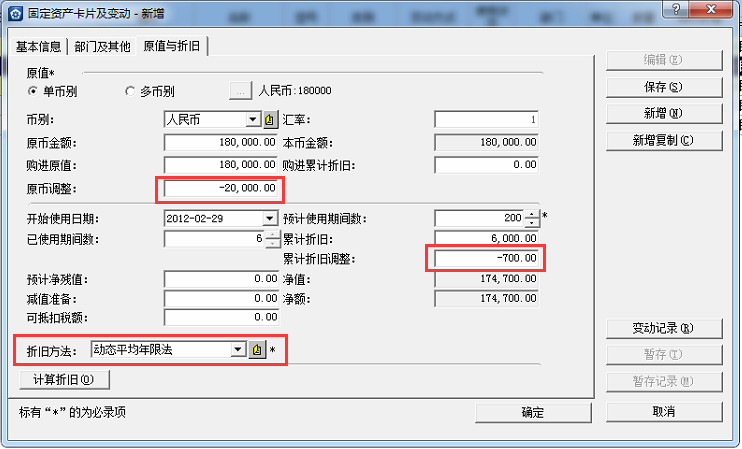 固定资产卡片及变动 - 新增
基本信息 部门及其他 原值与折旧
编辑(E)
保存(S)
新增(N)
新增复制(C)
原值*
单币别 多币别 ... 人民币:180000
币别: 人民币 汇率: 1
原币金额: 180,000.00 本币金额: 180,000.00
购进原值: 180,000.00 购进累计折旧: 0.00
原币调整: -20,000.00
开始使用日期: 2012-02-29 预计使用期间数: 200 *
已使用期间数: 6 累计折旧: 6,000.00
累计折旧调整: -700.00
预计净残值: 0.00 净值: 174,700.00
减值准备: 0.00 净额: 174,700.00
可抵扣税额: 0.00
折旧方法: 动态平均年限法 *
计算折旧(O)
变动记录(R)
暂存(T)
暂存记录(M)
标有“*”的为必录项 确定 取消